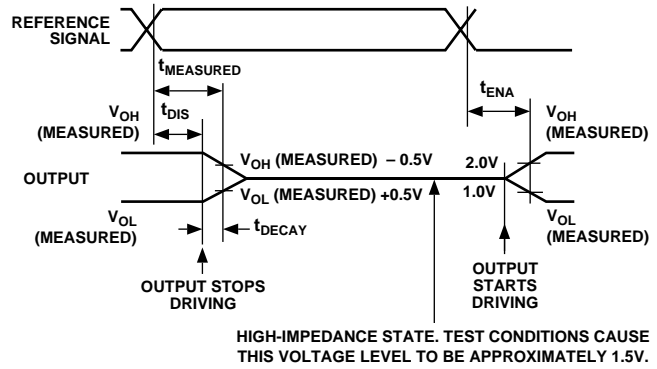 REFERENCE
SIGNAL
tMEASURED
tENA
VOH
(MEASURED)
tDIS
VOH
(MEASURED)
VOH (MEASURED) – 0.5V
2.0V
OUTPUT
VOL (MEASURED) +0.5V
1.0V
VOL
(MEASURED)
tDECAY
VOL
(MEASURED)
OUTPUT STOPS
DRIVING
OUTPUT
STARTS
DRIVING
HIGH-IMPEDANCE STATE. TEST CONDITIONS CAUSE
THIS VOLTAGE LEVEL TO BE APPROXIMATELY 1.5V.